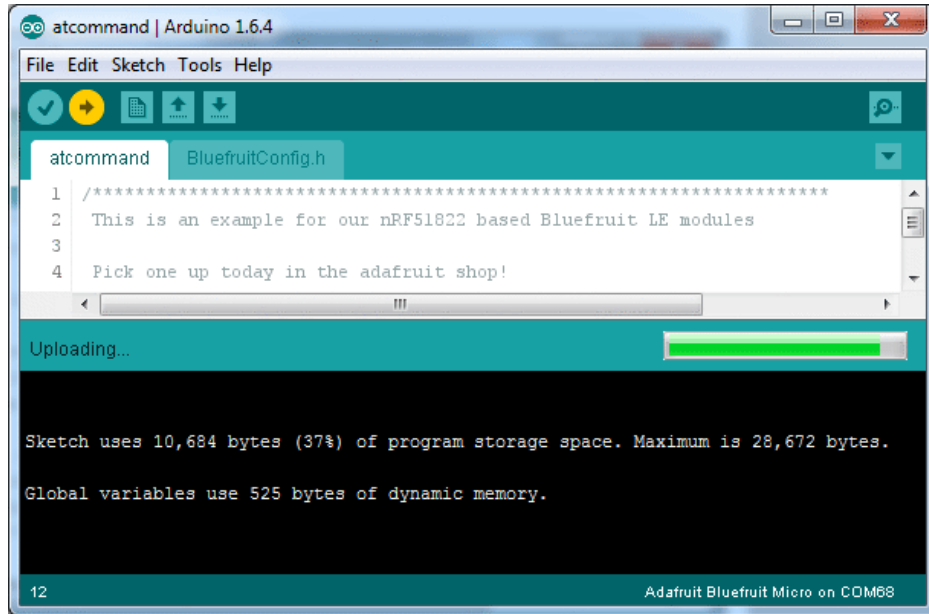 atcommand | Arduino 1.6.4
File Edit Sketch Tools Help
atcommand BluefruitConfig.h
1 /*********************************************************************
2 This is an example for our nRF51822 based Bluefruit LE modules
3
4 Pick one up today in the adafruit shop!
Uploading...
Sketch uses 10,684 bytes (37%) of program storage space. Maximum is 28,672 bytes.
Global variables use 525 bytes of dynamic memory.
12 Adafruit Bluefruit Micro on COM68